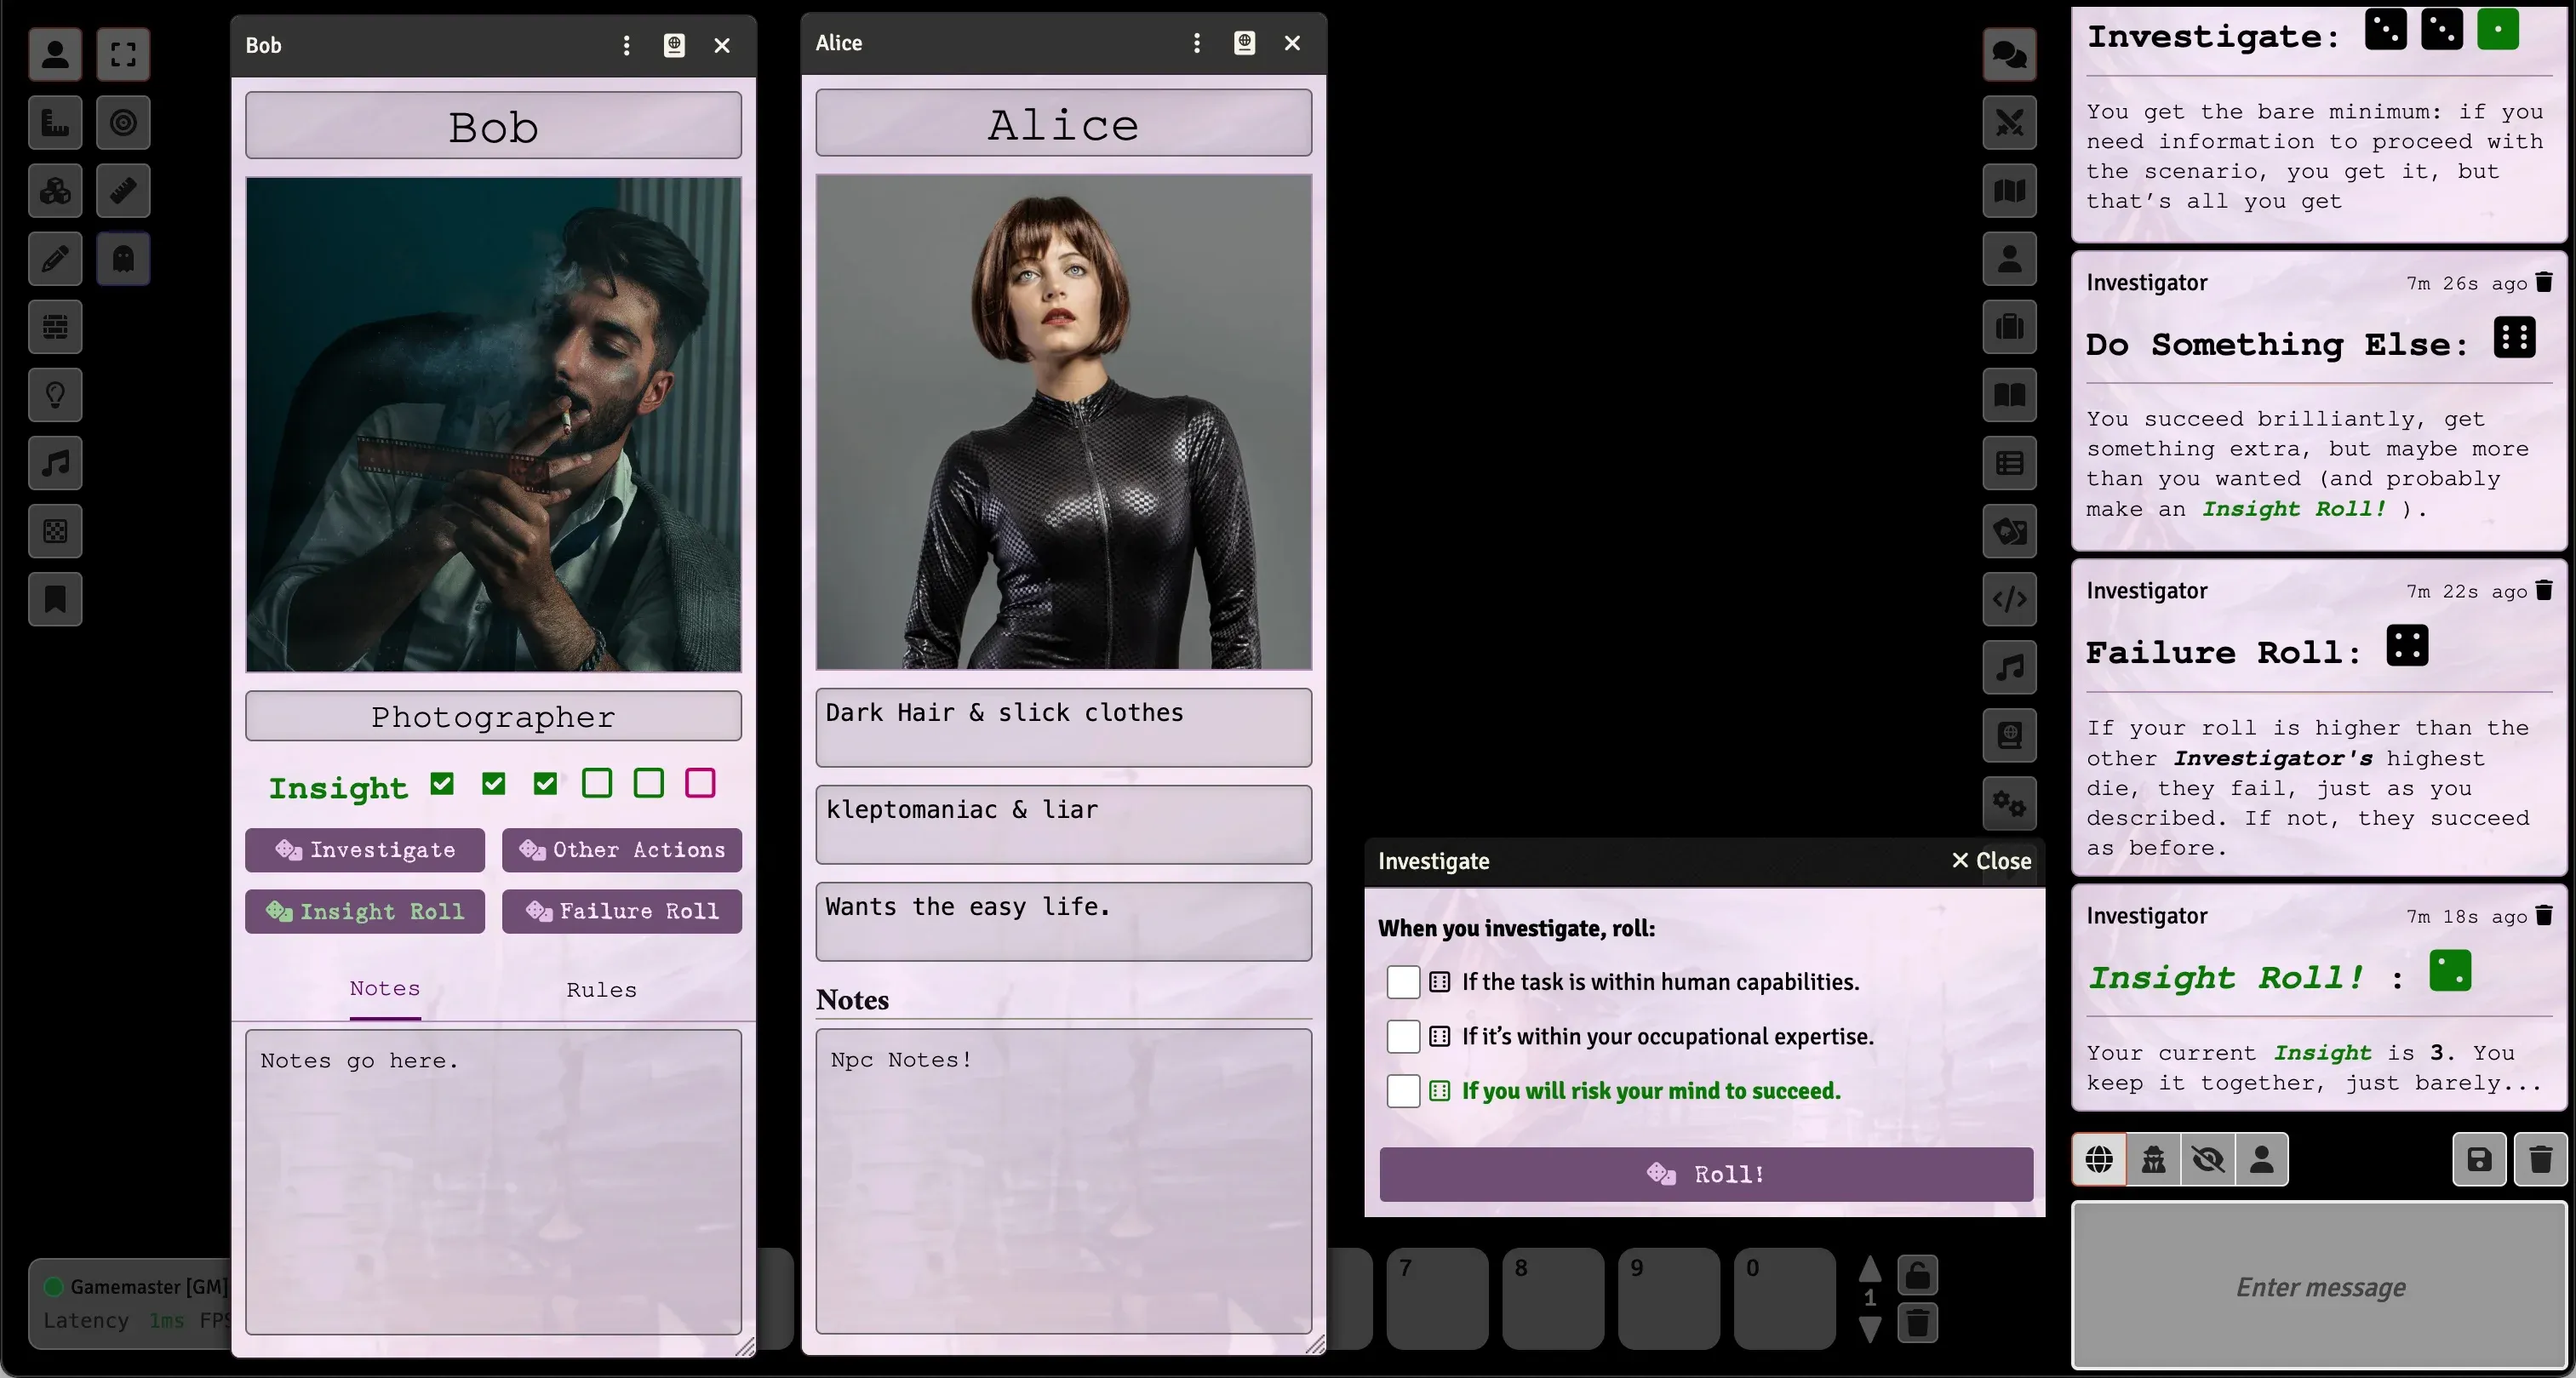 Bob
Bob
Photographer
Insight
Investigate
Other Actions
Insight Roll
Failure Roll
Notes
Rules
Notes go here.
Alice
Alice
Dark Hair & slick clothes
kleptomaniac & liar
Wants the easy life.
Notes
Npc Notes!
Gamemaster [GM]
Latency 1ms FPS
Investigate
Close
When you investigate, roll:
If the task is within human capabilities.
If it’s within your occupational expertise.
If you will risk your mind to succeed.
Roll!
7
8
9
0
1
Investigate:
You get the bare minimum: if you
need information to proceed with
the scenario, you get it, but
that’s all you get
Investigator
7m 26s ago
Do Something Else:
You succeed brilliantly, get
something extra, but maybe more
than you wanted (and probably
make an Insight Roll! ).
Investigator
7m 22s ago
Failure Roll:
If your roll is higher than the
other Investigator's highest
die, they fail, just as you
described. If not, they succeed
as before.
Investigator
7m 18s ago
Insight Roll! :
Your current Insight is 3. You
keep it together, just barely...
Enter message